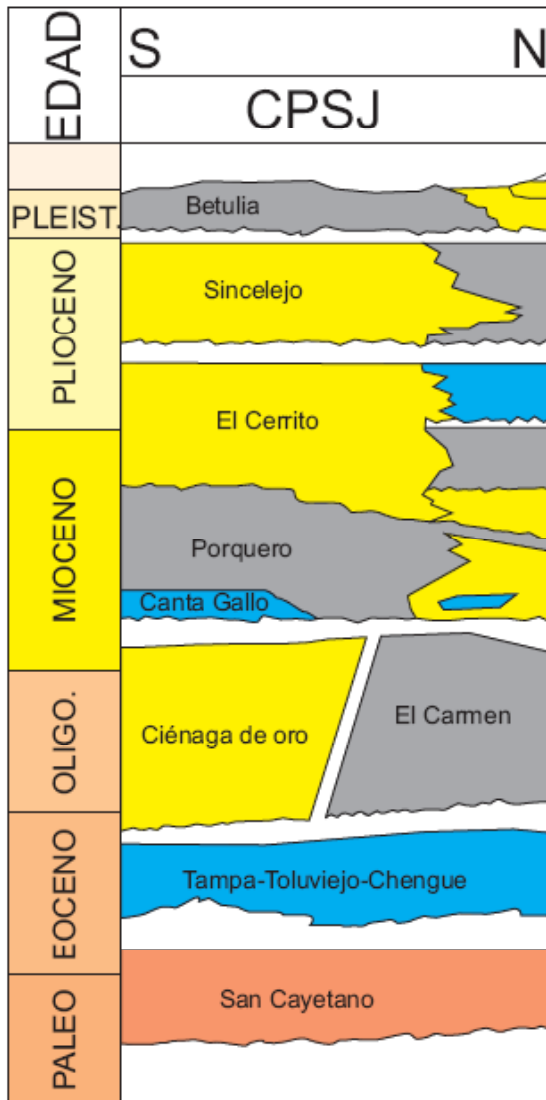 EDAD
S
N
CPSJ
PLEIST.
PLIOCENO
MIOCENO
OLIGO.
EOCENO
PALEO
Betulia
Sincelejo
El Cerrito
Porquero
Canta Gallo
Ciénaga de oro
El Carmen
Tampa-Toluviejo-Chengue
San Cayetano